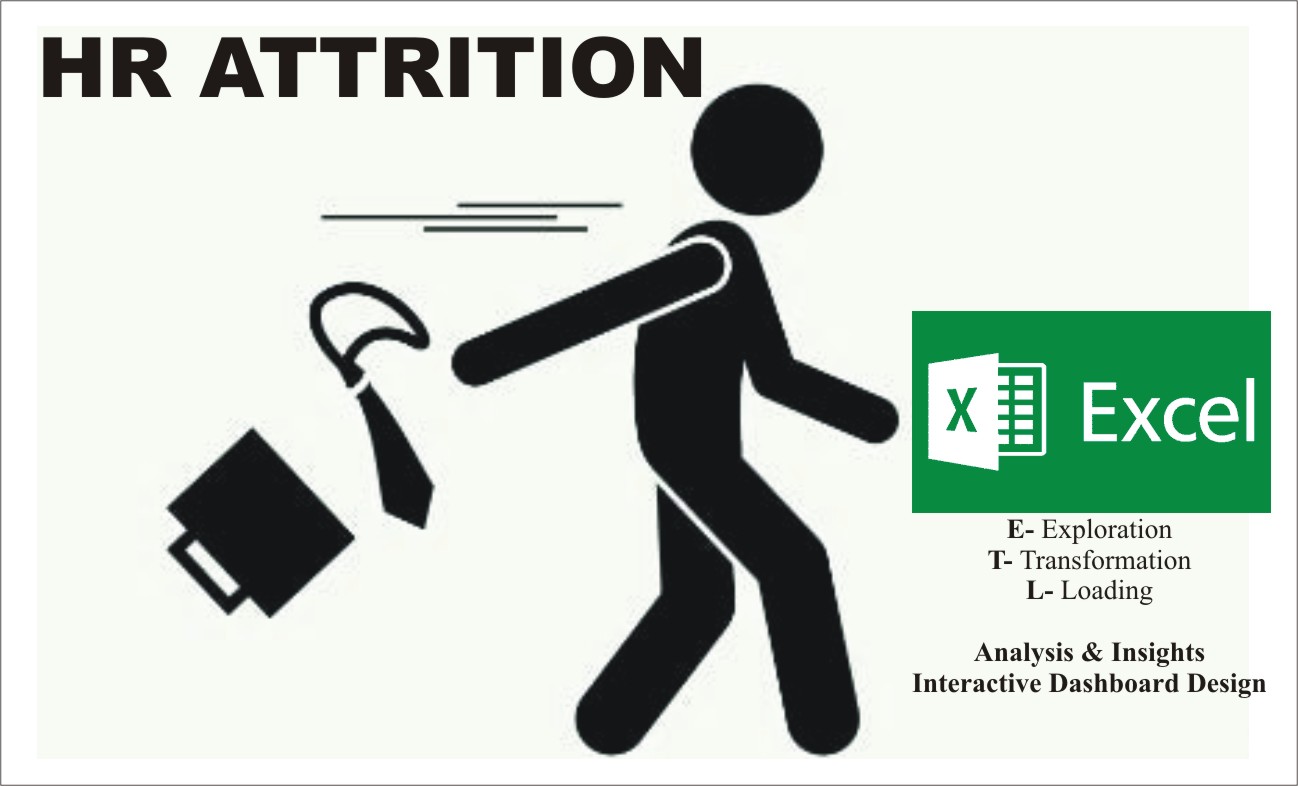 HR ATTRITION
X Excel
E- Exploration
T- Transformation
L- Loading
Analysis & Insights
Interactive Dashboard Design